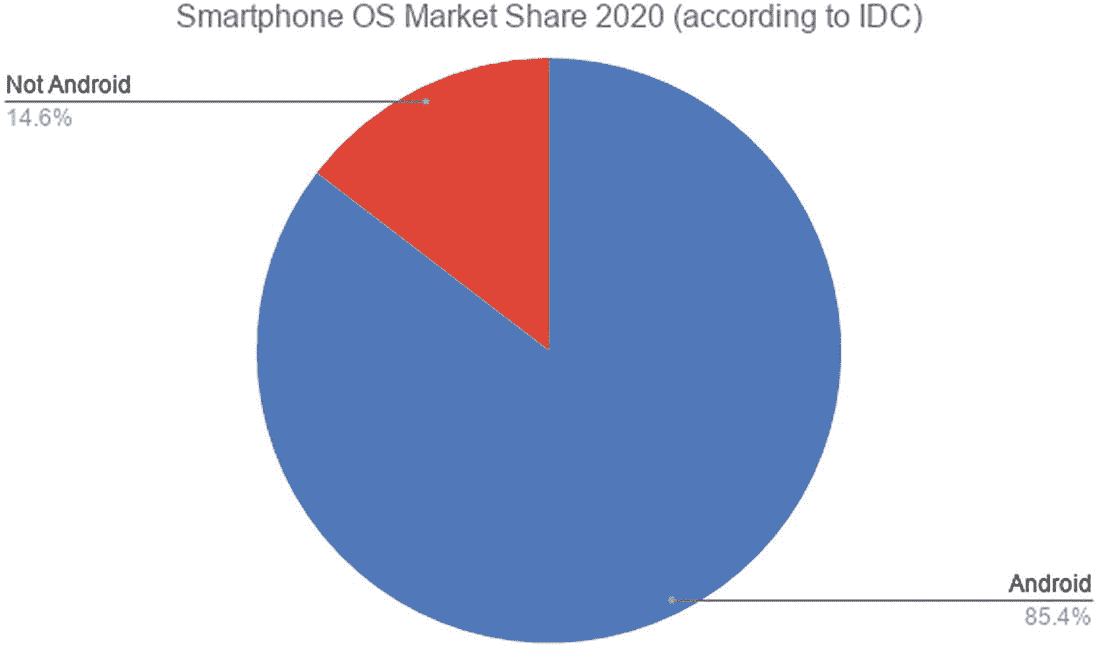 Smartphone OS Market Share 2020 (according to IDC)
Not Android
14.6%
Android
85.4%